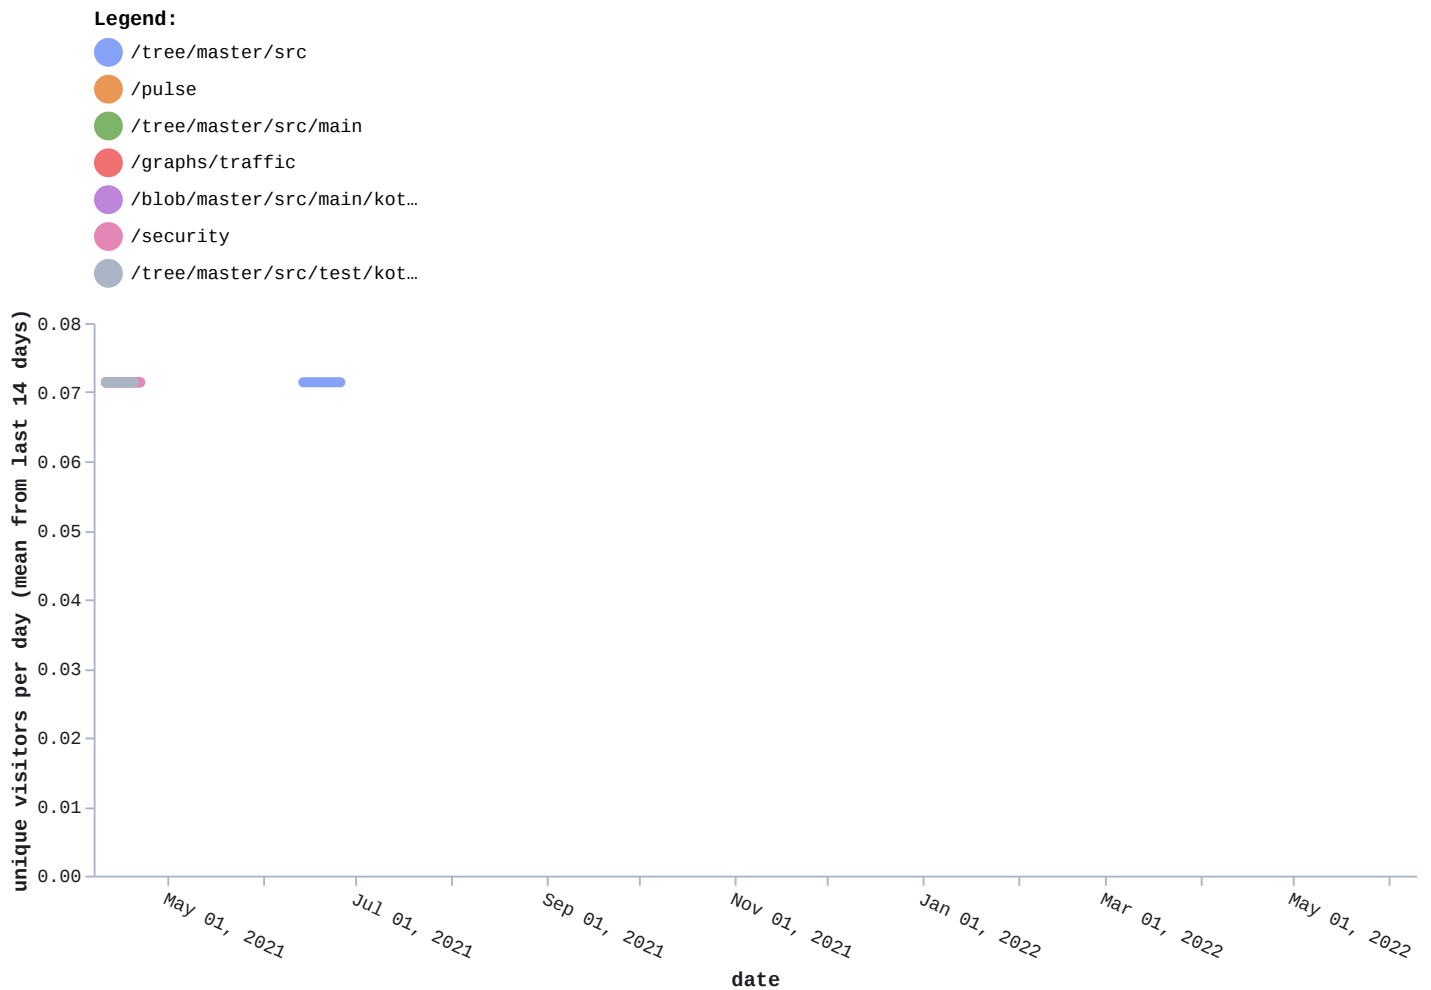 Legend:
/tree/master/src
/pulse
/tree/master/src/main
/graphs/traffic
/blob/master/src/main/kot…
/security
/tree/master/src/test/kot…
unique visitors per day (mean from last 14 days)
0.08
0.07
0.06
0.05
0.04
0.03
0.02
0.01
0.00
May 01, 2021
Jul 01, 2021
Sep 01, 2021
Nov 01, 2021
Jan 01, 2022
Mar 01, 2022
May 01, 2022
date